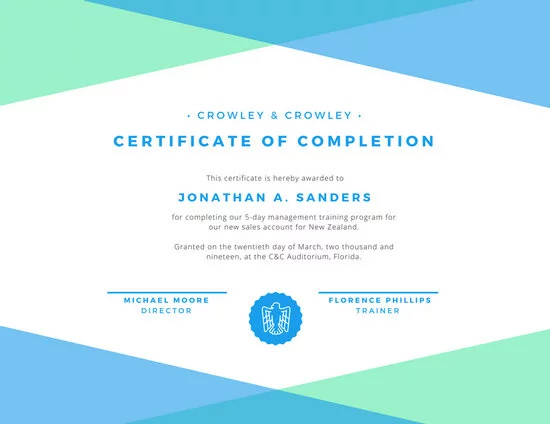 • CROWLEY & CROWLEY •
CERTIFICATE OF COMPLETION
This certificate is hereby awarded to
JONATHAN A. SANDERS
for completing our 5-day management training program for
our new sales account for New Zealand.
Granted on the twentieth day of March, two thousand and
nineteen, at the C&C Auditorium, Florida.
MICHAEL MOORE
DIRECTOR
FLORENCE PHILLIPS
TRAINER